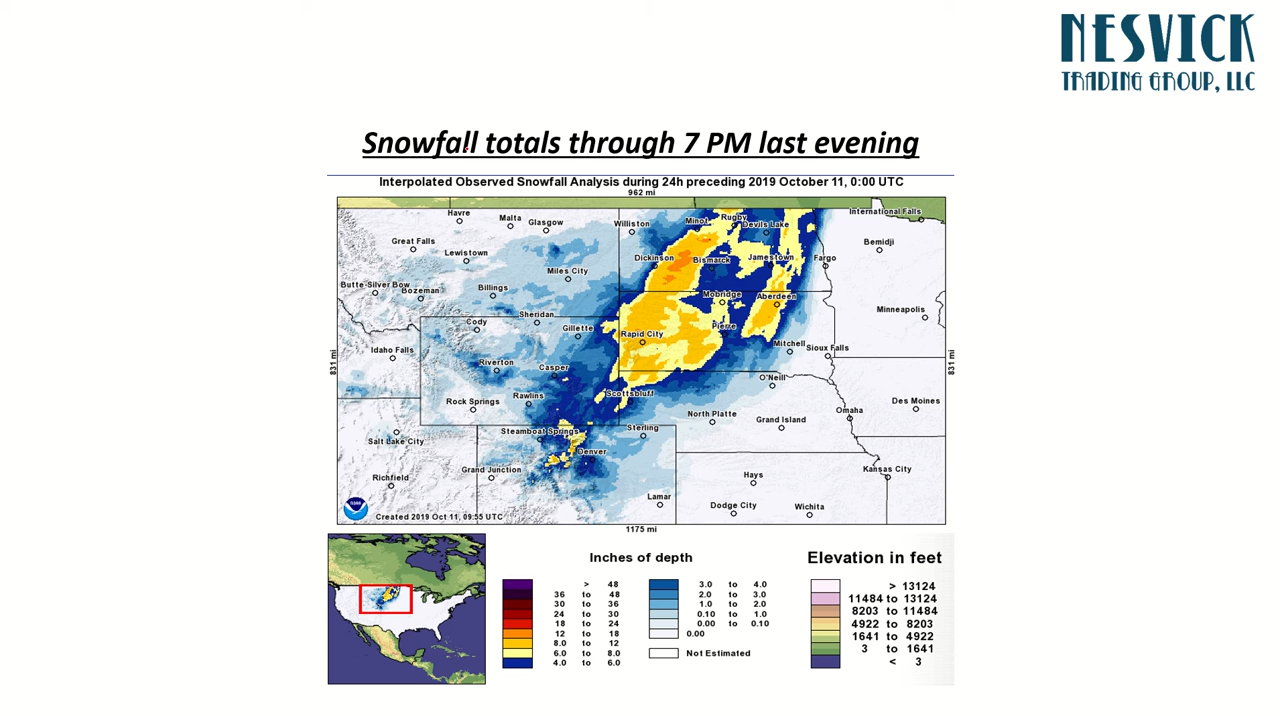 NESVICK
TRADING GROUP, LLC
Snowfall totals through 7 PM last evening
Interpolated Observed Snowfall Analysis during 24h preceding 2019 October 11, 0:00 UTC
962 mi
Havre
Malta
Glasgow
Williston
Minot
Rugby
Devils Lake
International Falls
Great Falls
Lewistown
Miles City
Dickinson
Bismarck
Jamestown
Fargo
Bemidji
Butte-Silver Bow
Bozeman
Billings
Mobridge
Aberdeen
Minneapolis
Cody
Sheridan
Gillette
Rapid City
Pierre
Mitchell
Sioux Falls
Idaho Falls
Riverton
Casper
831 mi
831 mi
O'Neill
Rock Springs
Rawlins
Scottsbluff
North Platte
Grand Island
Omaha
Des Moines
Salt Lake City
Steamboat Springs
Sterling
Denver
Richfield
Grand Junction
Hays
Kansas City
Lamar
Dodge City
Wichita
Created 2019 Oct 11, 09:55 UTC
1175 mi
Inches of depth
> 48
36 to 48
30 to 36
24 to 30
18 to 24
12 to 18
8.0 to 12
6.0 to 8.0
4.0 to 6.0
3.0 to 4.0
2.0 to 3.0
1.0 to 2.0
0.10 to 1.0
0.00 to 0.10
0.00
Not Estimated
Elevation in feet
> 13124
11484 to 13124
8203 to 11484
4922 to 8203
1641 to 4922
3 to 1641
< 3